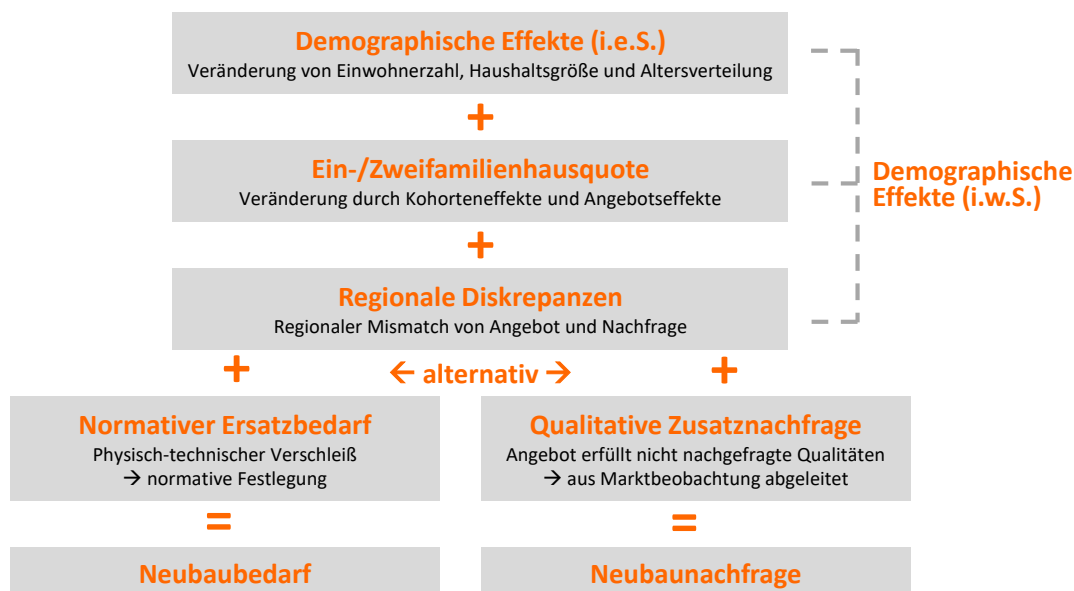 Demographische Effekte (i.e.S.)
Veränderung von Einwohnerzahl, Haushaltsgröße und Altersverteilung
+
Ein-/Zweifamilienhausquote
Veränderung durch Kohorteneffekte und Angebotseffekte
+
Regionale Diskrepanzen
Regionaler Mismatch von Angebot und Nachfrage
Demographische
Effekte (i.w.S.)
+ ← alternativ → +
Normativer Ersatzbedarf
Physisch-technischer Verschleiß
→ normative Festlegung
=
Neubaubedarf
Qualitative Zusatznachfrage
Angebot erfüllt nicht nachgefragte Qualitäten
→ aus Marktbeobachtung abgeleitet
=
Neubaunachfrage